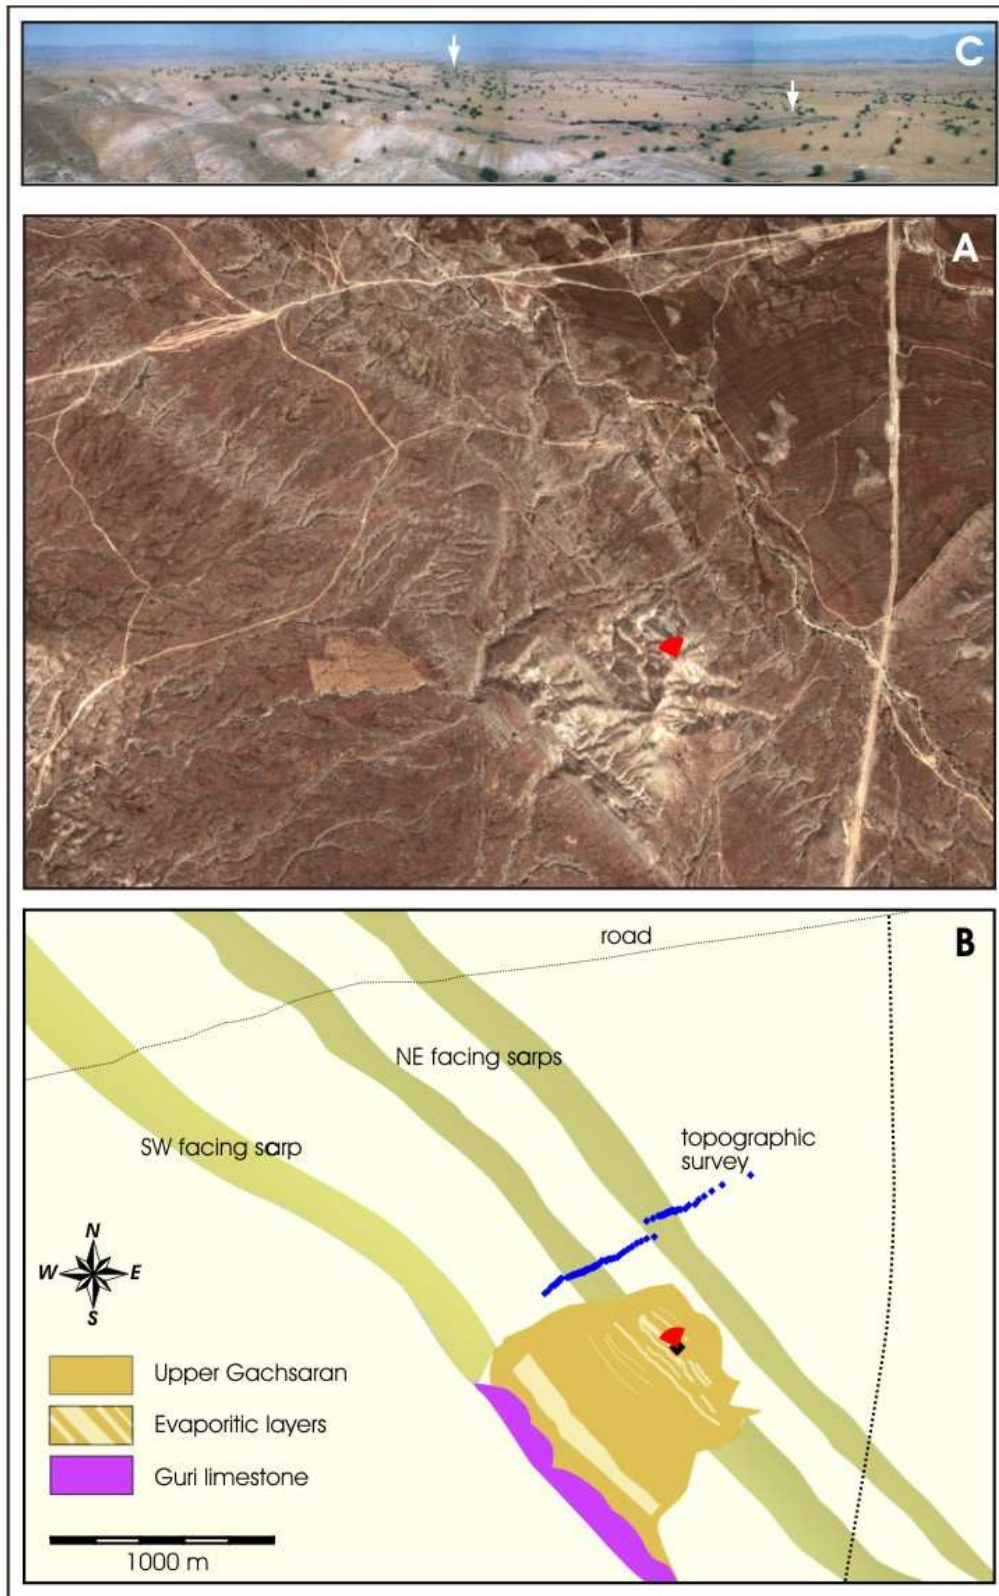 C
A
B
road
NE facing sarps
SW facing sarp
topographic
survey
N
W E
S
Upper Gachsaran
Evaporitic layers
Guri limestone
1000 m